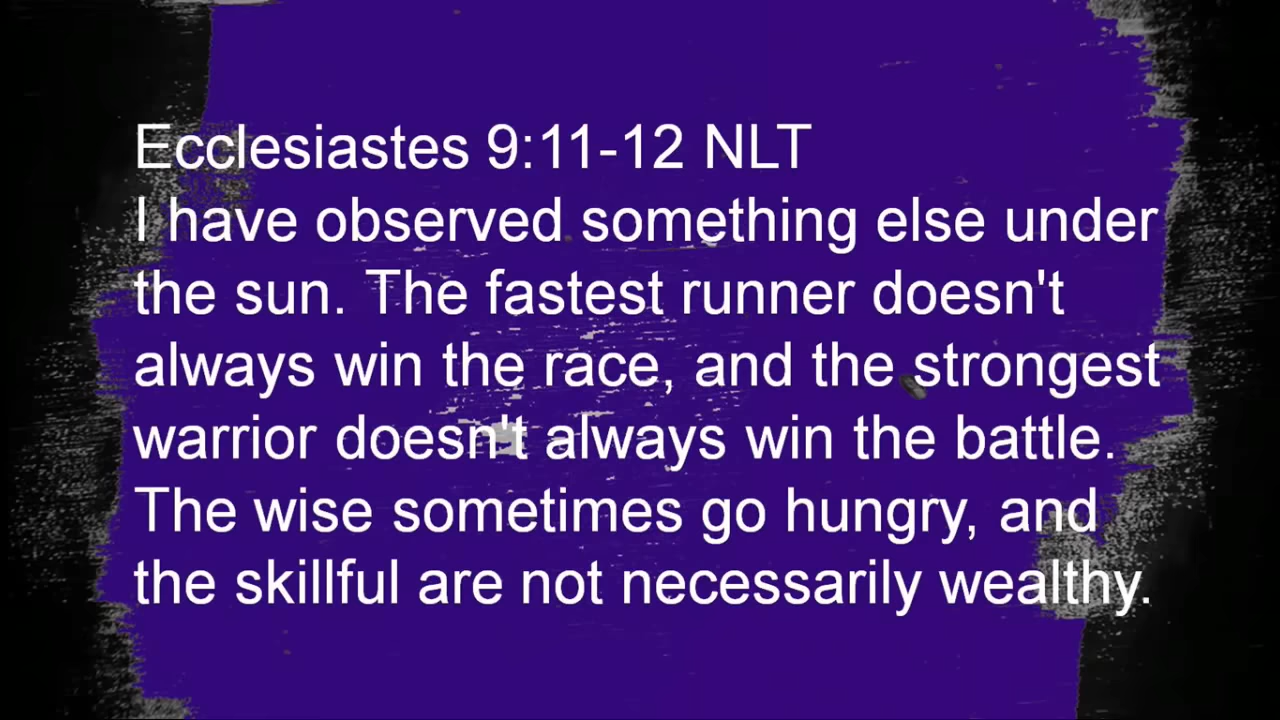 Ecclesiastes 9:11-12 NLT
I have observed something else under
the sun. The fastest runner doesn't
always win the race, and the strongest
warrior doesn't always win the battle.
The wise sometimes go hungry, and
the skillful are not necessarily wealthy.